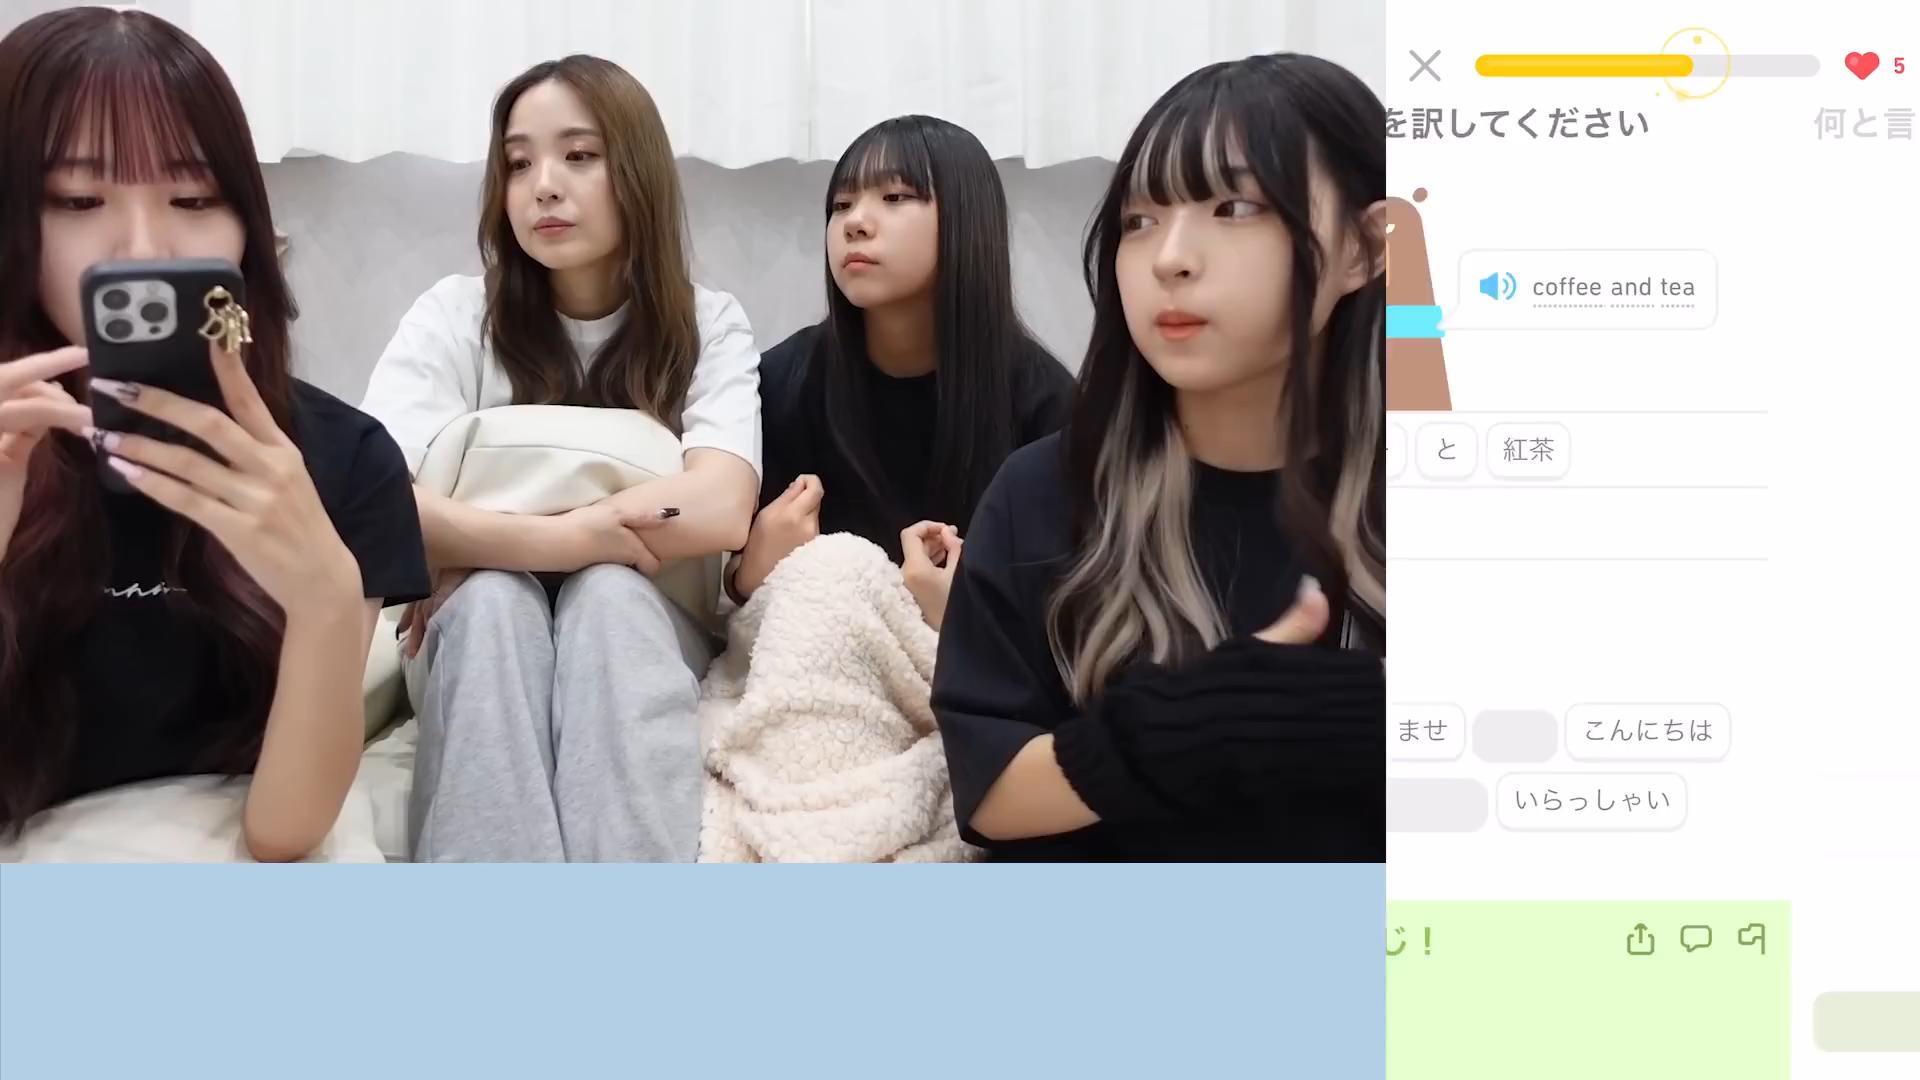 5
を訳してください
何と言
coffee and tea
と
紅茶
ませ
こんにちは
いらっしゃい
じ！